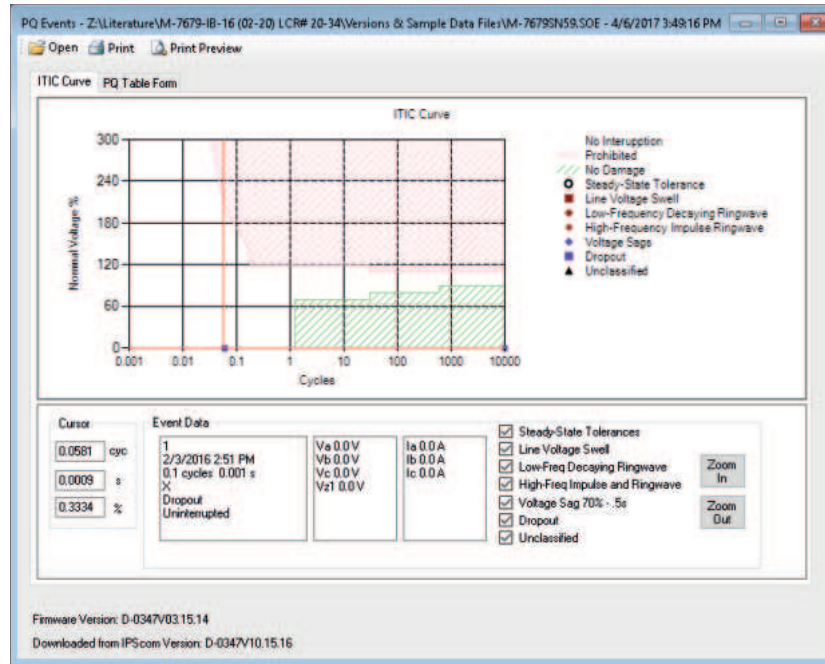 PQ Events - Z:\Literature\M-7679-IB-16 (02-20) LCR# 20-34\Versions & Sample Data Files\M-7679SN59.SOE - 4/6/2017 3:49:16 PM
Open Print Print Preview
ITIC Curve PQ Table Form
ITIC Curve
Nominal Voltage %
300
240
180
120
60
0
0.001 0.01 0.1 1 10 100 1000 10000
Cycles
No Interupption
Prohibited
No Damage
Steady-State Tolerance
Line Voltage Swell
Low-Frequency Decaying Ringwave
High-Frequency Impulse Ringwave
Voltage Sags
Dropout
Unclassified
Cursor
0.0581 cyc
0.0009 s
0.3334 %
Event Data
1
2/3/2016 2:51 PM
0.1 cycles 0.001 s
X
Dropout
Uninterrupted
Va 0.0 V
Vb 0.0 V
Vc 0.0 V
Vz1 0.0 V
Ia 0.0 A
Ib 0.0 A
Ic 0.0 A
Steady-State Tolerances
Line Voltage Swell
Low-Freq Decaying Ringwave
High-Freq Impulse and Ringwave
Voltage Sag 70% - .5s
Dropout
Unclassified
Zoom
In
Zoom
Out
Firmware Version: D-0347V03.15.14
Downloaded from IPScom Version: D-0347V10.15.16